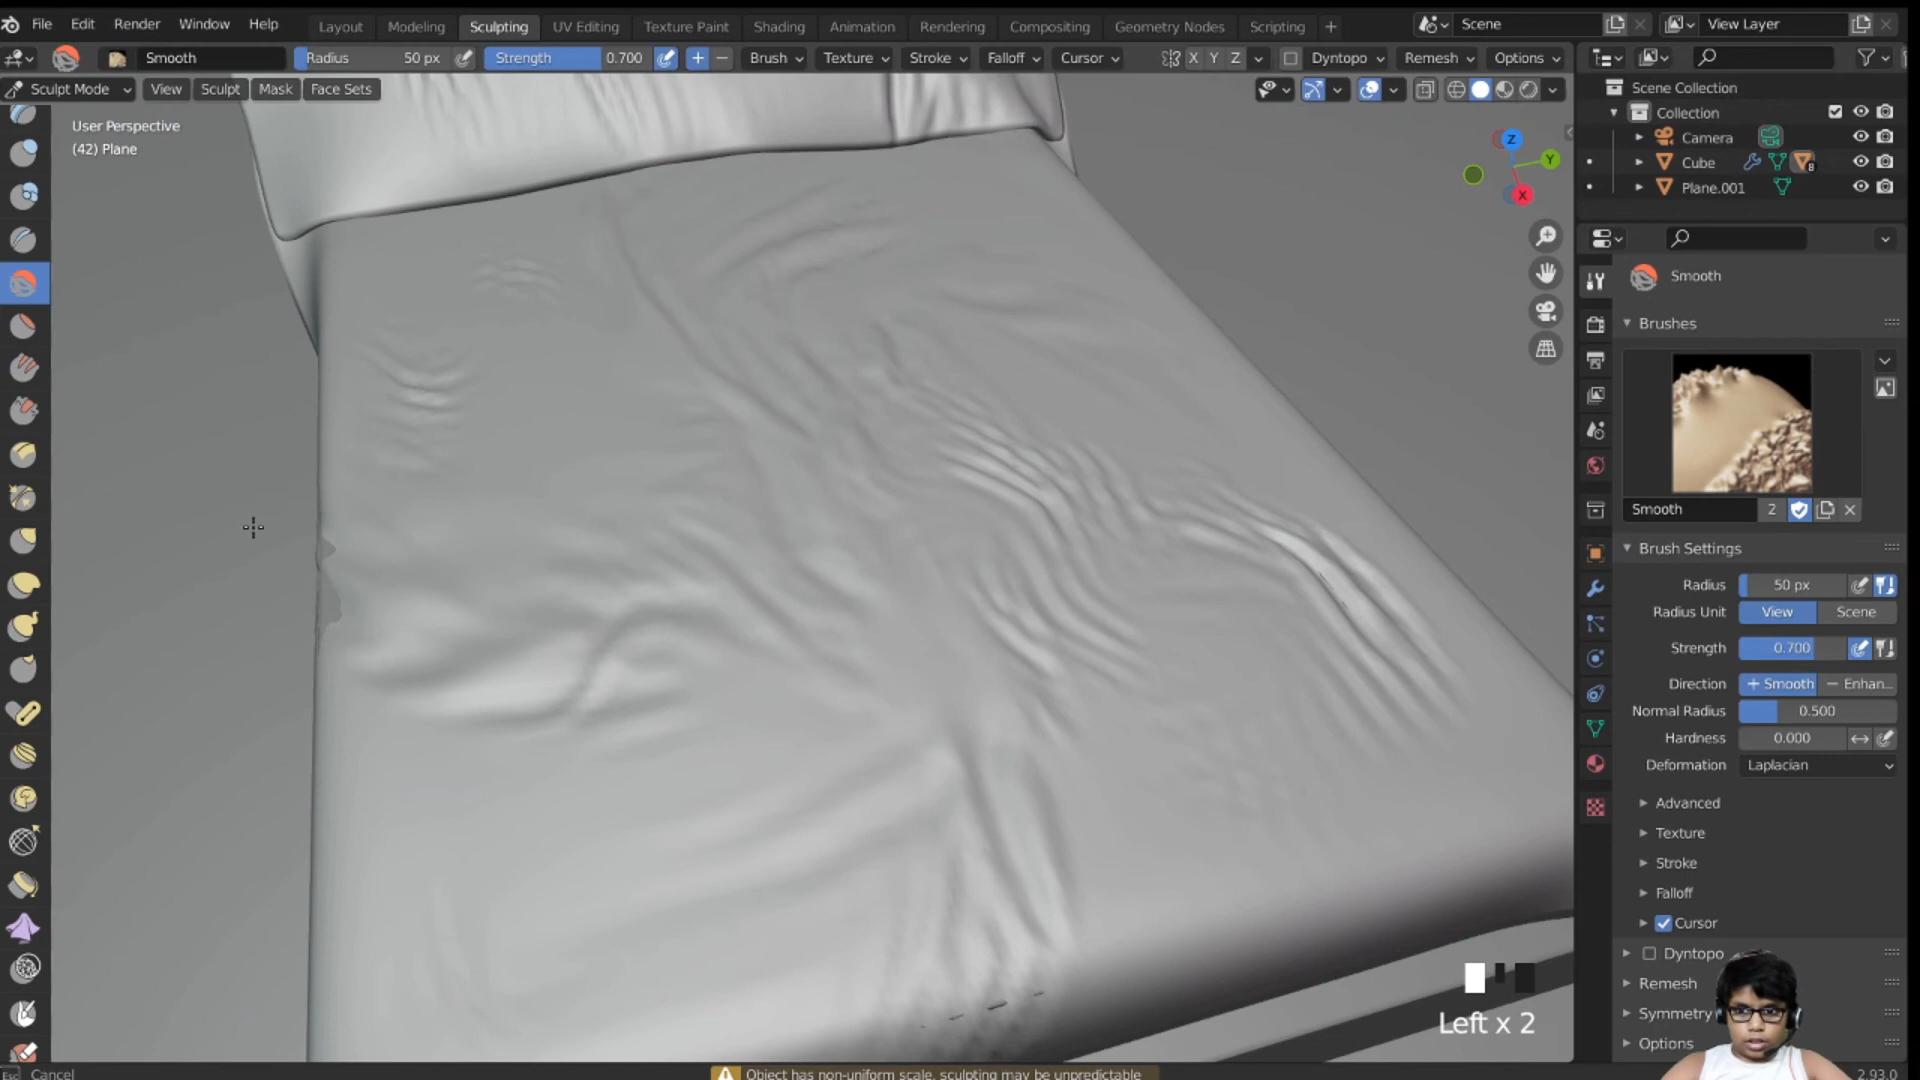 File Edit Render Window Help Layout Modeling Sculpting UV Editing Texture Paint Shading Animation Rendering Compositing Geometry Nodes Scripting + Scene View Layer
Smooth Radius 50 px Strength 0.700 + − Brush Texture Stroke Falloff Cursor X Y Z Dyntopo Remesh Options
Sculpt Mode View Sculpt Mask Face Sets
User Perspective
(42) Plane
Z
Y
X
Scene Collection
Collection
Camera
Cube 8
Plane.001
Smooth
Brushes
Smooth 2
Brush Settings
Radius 50 px
Radius Unit View Scene
Strength 0.700
Direction + Smooth − Enhan...
Normal Radius 0.500
Hardness 0.000
Deformation Laplacian
Advanced
Texture
Stroke
Falloff
Cursor
Dyntopo
Remesh
Symmetry
Options
Left x 2
Esc Cancel Object has non-uniform scale, sculpting may be unpredictable 2.93.0